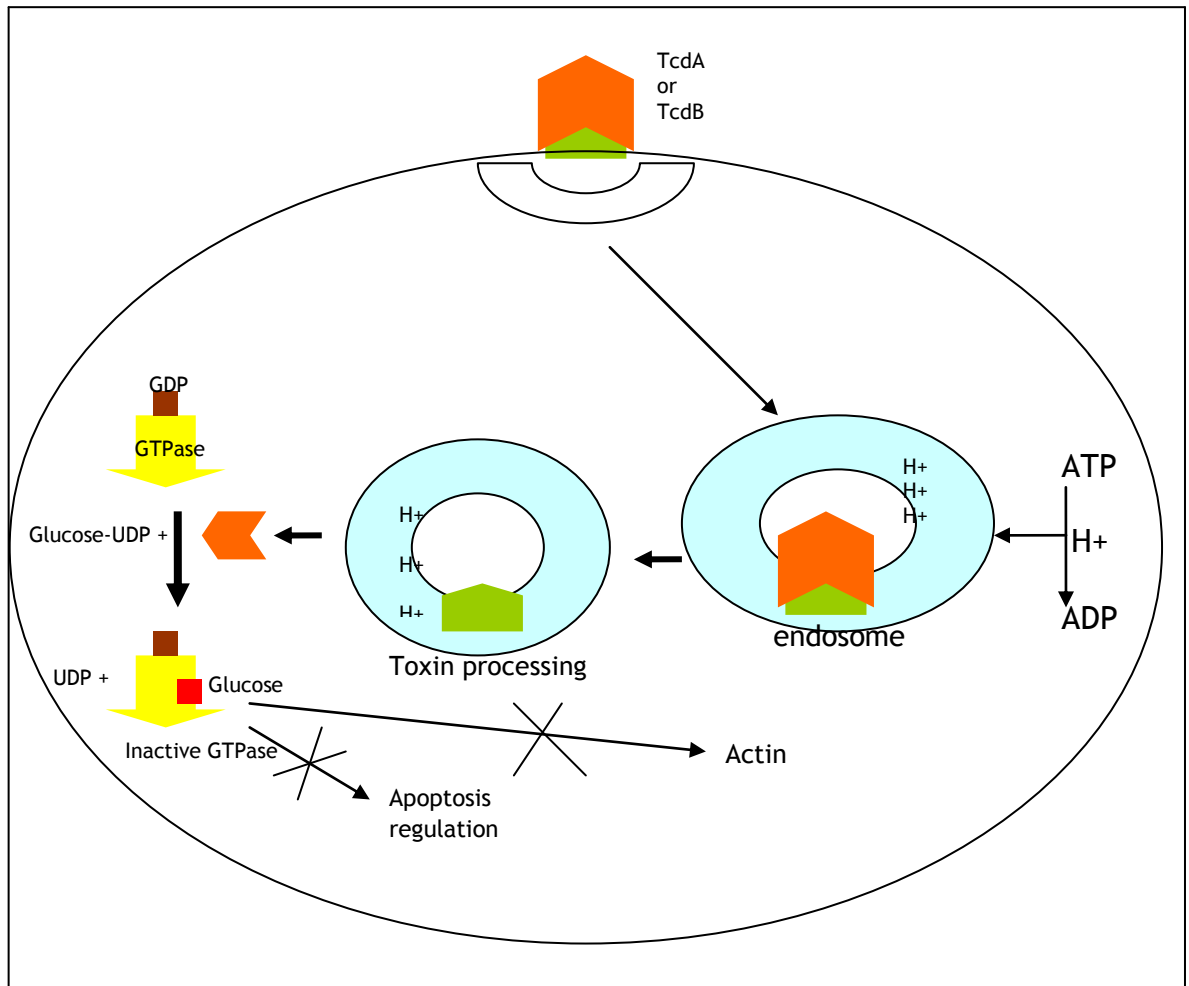 TcdA
or
TcdB
GDP
GTPase
Glucose-UDP +
UDP +
Glucose
Inactive GTPase
H+
H+
H+
Toxin processing
H+
H+
H+
endosome
ATP
H+
ADP
Actin
Apoptosis
regulation